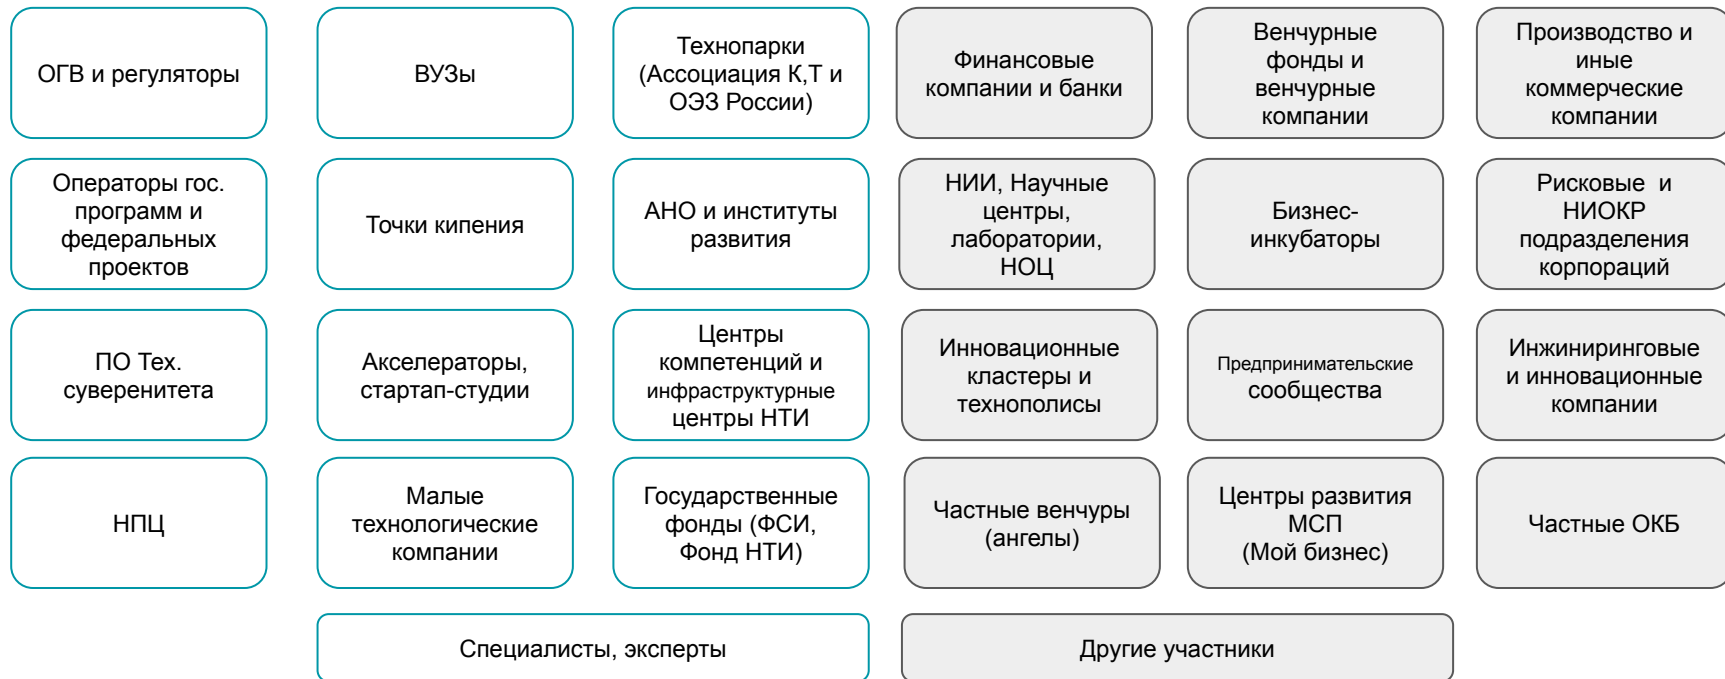 ОГВ и регуляторы
ВУЗы
Технопарки
(Ассоциация К,Т и
ОЭЗ России)
Финансовые
компании и банки
Венчурные
фонды и
венчурные
компании
Производство и
иные
коммерческие
компании
Операторы гос.
программ и
федеральных
проектов
Точки кипения
АНО и институты
развития
НИИ, Научные
центры,
лаборатории,
НОЦ
Бизнес-
инкубаторы
Рисковые и
НИОКР
подразделения
корпораций
ПО Тех.
суверенитета
Акселераторы,
стартап-студии
Центры
компетенций и
инфраструктурные
центры НТИ
Инновационные
кластеры и
технополисы
Предпринимательские
сообщества
Инжиниринговые
и инновационные
компании
НПЦ
Малые
технологические
компании
Государственные
фонды (ФСИ,
Фонд НТИ)
Частные венчуры
(ангелы)
Центры развития
МСП
(Мой бизнес)
Частные ОКБ
Специалисты, эксперты
Другие участники